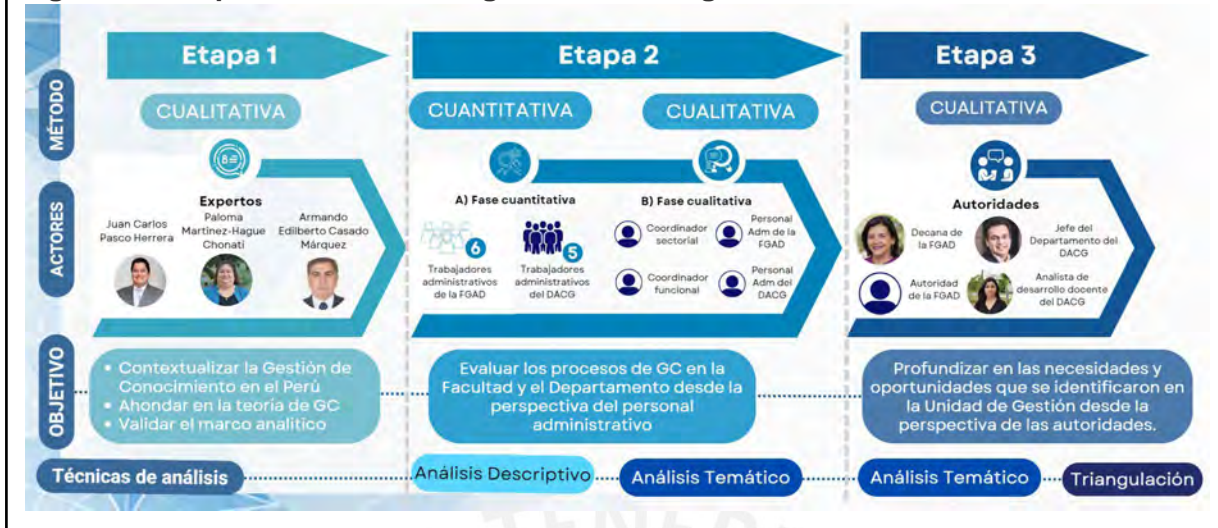 Etapa 1
Etapa 2
Etapa 3
MÉTODO
CUALITATIVA
CUANTITATIVA
CUALITATIVA
CUALITATIVA
ACTORES
Expertos
Juan Carlos
Pasco Herrera
Paloma
Martinez-Hague
Chonati
Armando
Edilberto Casado
Márquez
A) Fase cuantitativa
6
Trabajadores
administrativos
de la FGAD
5
Trabajadores
administrativos
del DACG
B) Fase cualitativa
Coordinador
sectorial
Personal
Adm de la
FGAD
Coordinador
funcional
Personal
Adm del
DACG
Autoridades
Decana de
la FGAD
Jefe del
Departamento del
DACG
Autoridad
de la FGAD
Analista de
desarrollo docente
del DACG
OBJETIVO
• Contextualizar la Gestión de
Conocimiento en el Perú
• Ahondar en la teoría de GC
• Validar el marco analítico
Evaluar los procesos de GC en la
Facultad y el Departamento desde la
perspectiva del personal
administrativo
Profundizar en las necesidades y
oportunidades que se identificaron en
la Unidad de Gestión desde la
perspectiva de las autoridades.
Técnicas de análisis
Análisis Descriptivo
Análisis Temático
Análisis Temático
Triangulación